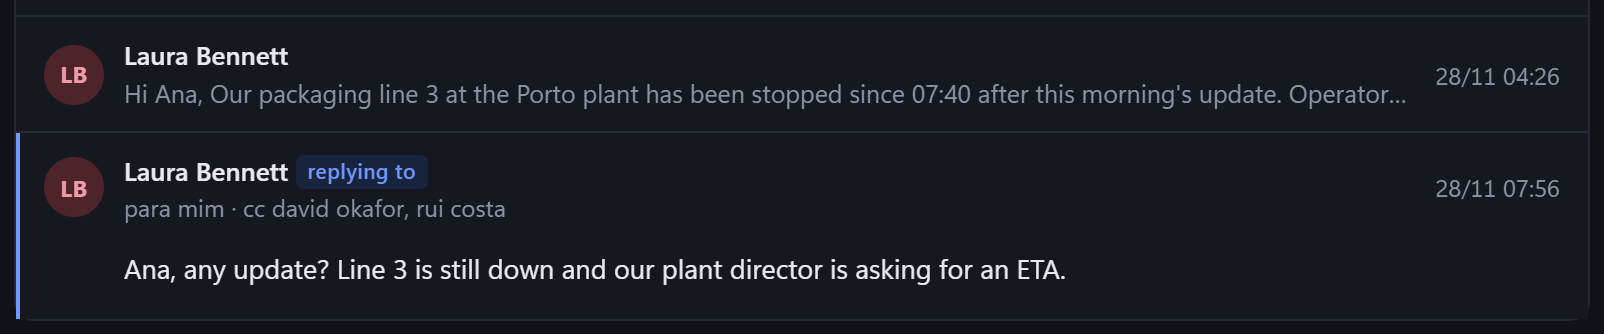 LB
Laura Bennett
28/11 04:26
Hi Ana, Our packaging line 3 at the Porto plant has been stopped since 07:40 after this morning's update. Operator...
LB
Laura Bennett replying to
28/11 07:56
para mim · cc david okafor, rui costa
Ana, any update? Line 3 is still down and our plant director is asking for an ETA.